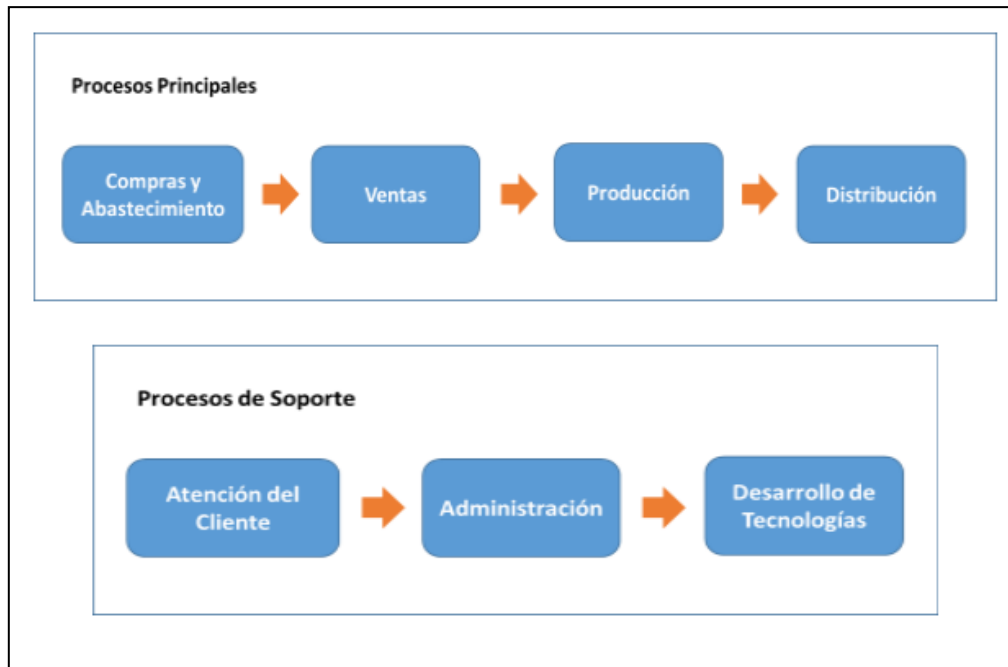 Procesos Principales
Compras y
Abastecimiento
Ventas
Producción
Distribución
Procesos de Soporte
Atención del
Cliente
Administración
Desarrollo de
Tecnologías